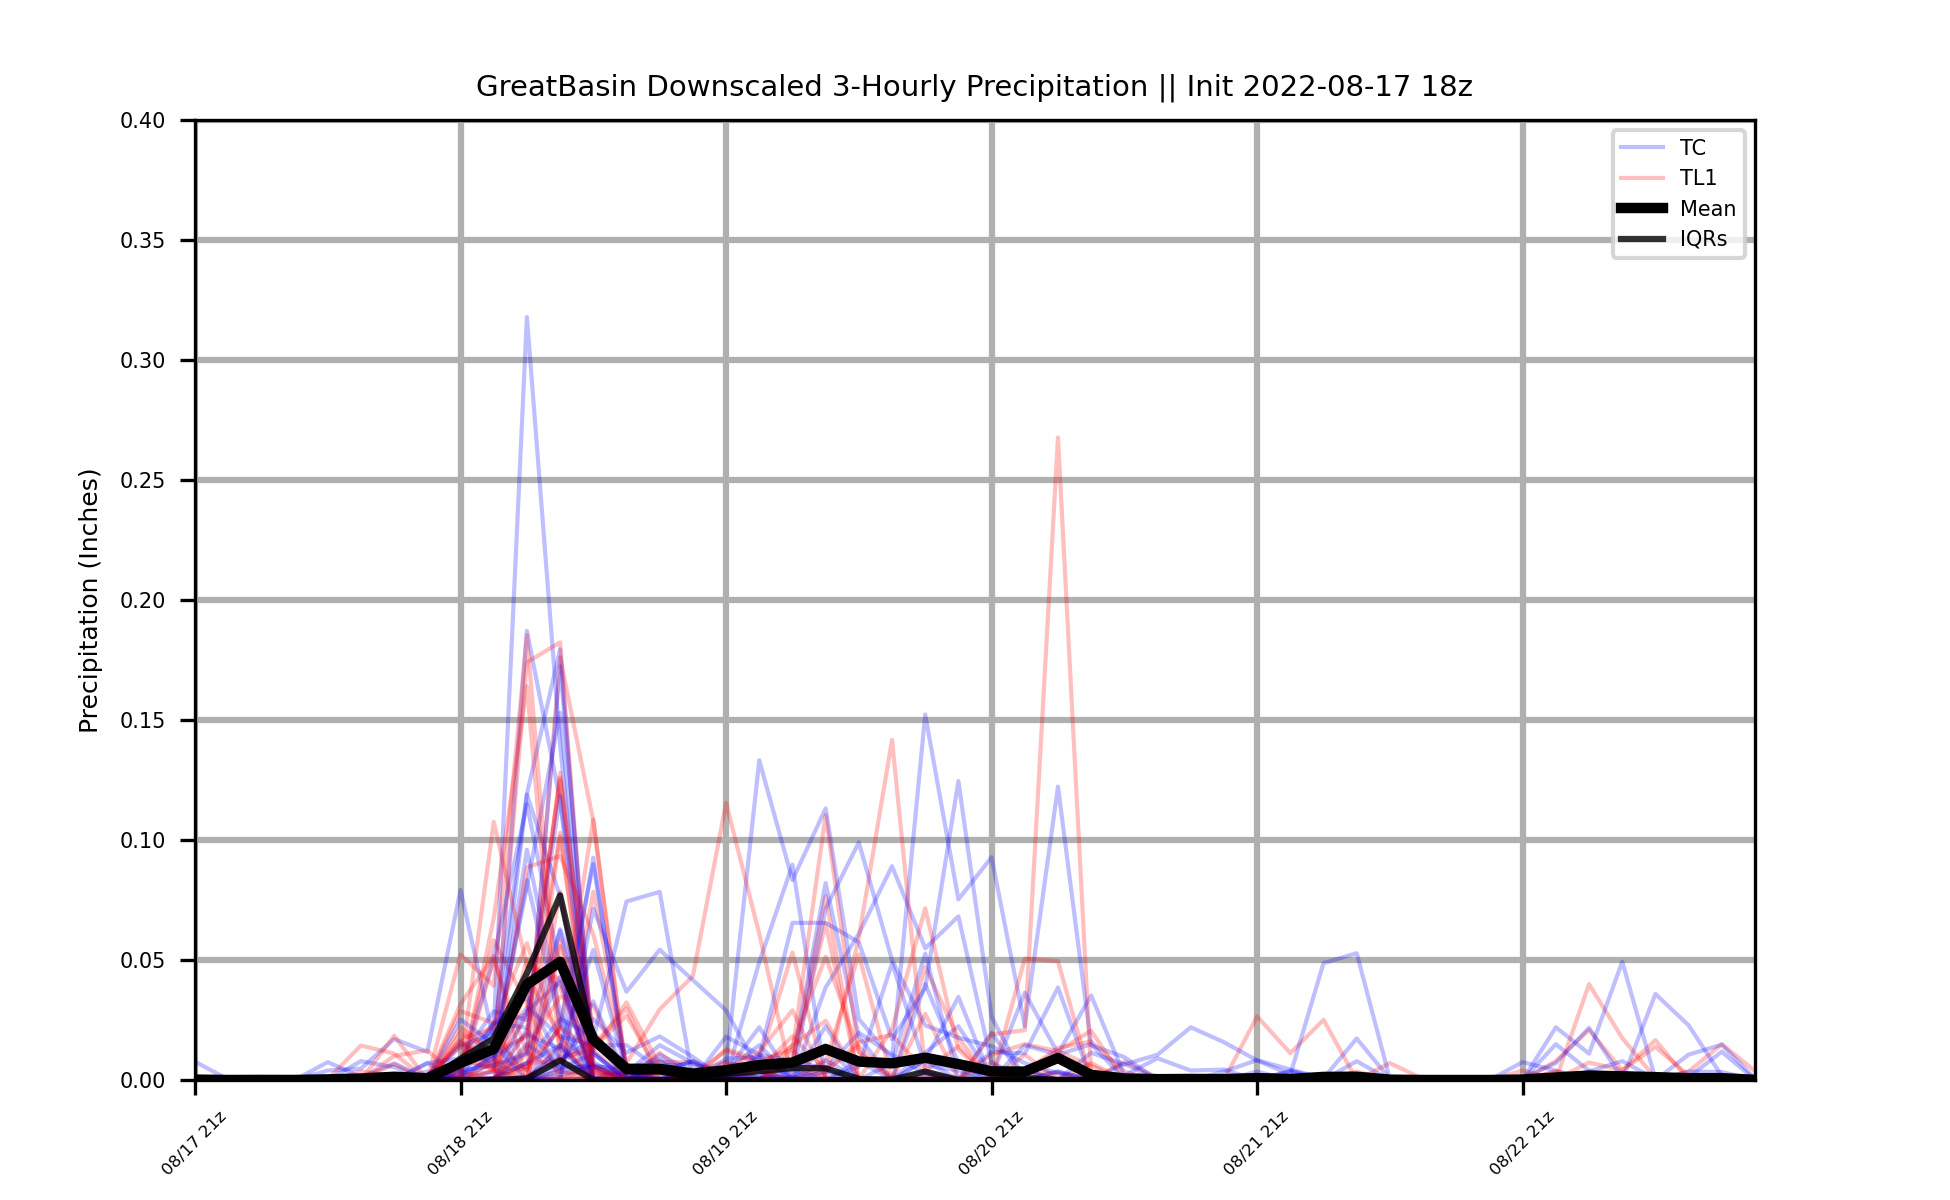 GreatBasin Downscaled 3-Hourly Precipitation || Init 2022-08-17 18z
Precipitation (Inches)
0.40
0.35
0.30
0.25
0.20
0.15
0.10
0.05
0.00
TC
TL1
Mean
IQRs
08/17 21z
08/18 21z
08/19 21z
08/20 21z
08/21 21z
08/22 21z